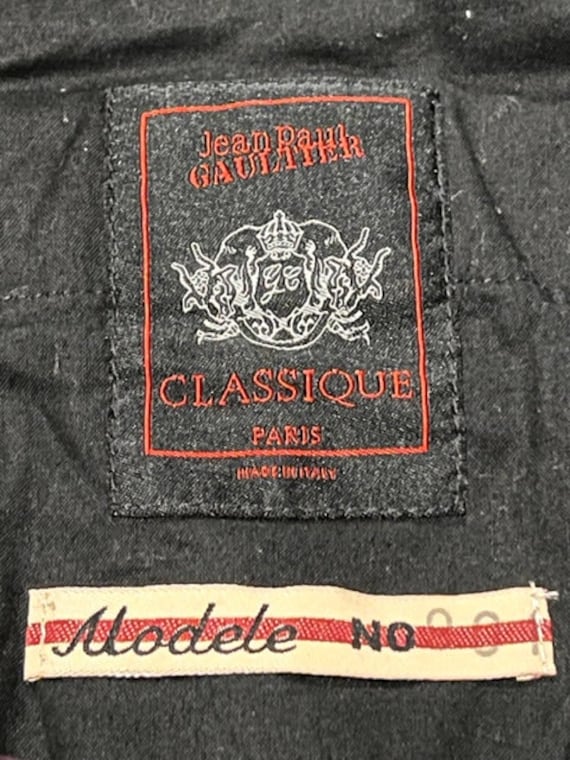 Jean Paul
GAULTIER
CLASSIQUE
PARIS
MADE IN ITALY
Modele NO